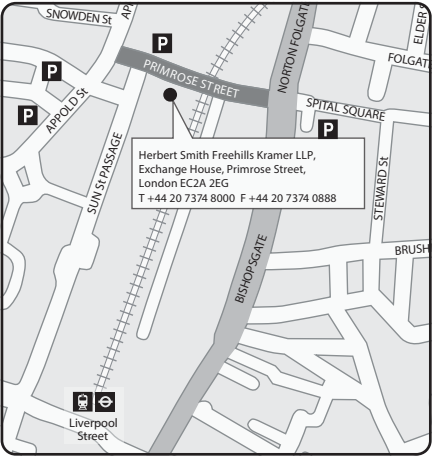 SNOWDEN St
AP
P
NORTON FOLGATE
ELDER S
P
PRIMROSE STREET
FOLGAT
P
APPOLD St
SPITAL SQUARE
P
Herbert Smith Freehills Kramer LLP,
Exchange House, Primrose Street,
London EC2A 2EG
T +44 20 7374 8000 F +44 20 7374 0888
SUN St PASSAGE
STEWARD St
BRUSH
BISHOPSGATE
Liverpool
Street